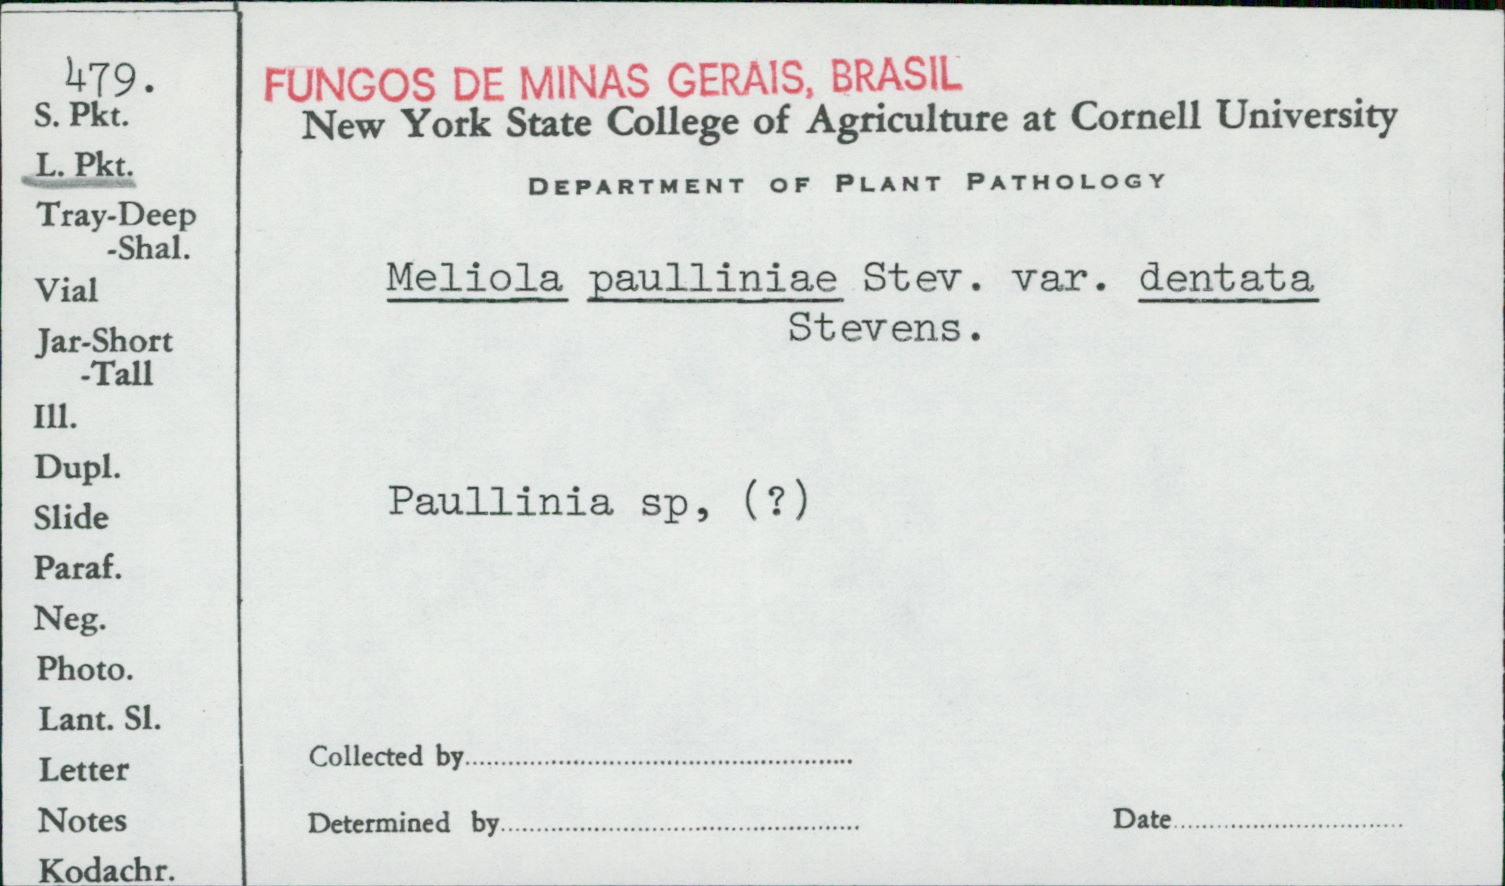 479.
S. Pkt.
L. Pkt.
Tray-Deep
-Shal.
Vial
Jar-Short
-Tall
Ill.
Dupl.
Slide
Paraf.
Neg.
Photo.
Lant. Sl.
Letter
Notes
Kodachr.
FUNGOS DE MINAS GERAIS, BRASIL
New York State College of Agriculture at Cornell University
DEPARTMENT OF PLANT PATHOLOGY
Meliola paulliniae Stev. var. dentata
Stevens.
Paullinia sp, (?)
Collected by
Determined by
Date